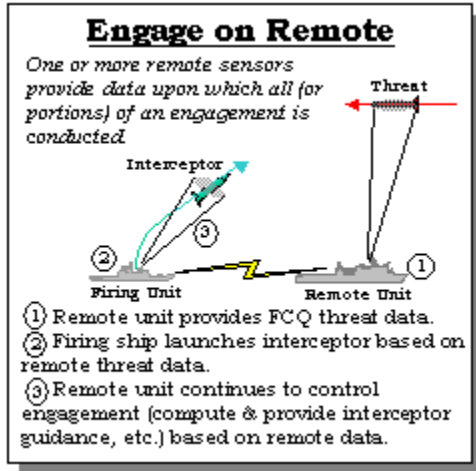 Engage on Remote
One or more remote sensors
provide data upon which all (or
portions) of an engagement is
conducted.
Threat
Interceptor
3
2
1
Firing Unit
Remote Unit
1 Remote unit provides FCQ threat data.
2 Firing ship launches interceptor based on
remote threat data.
3 Remote unit continues to control
engagement (compute & provide interceptor
guidance, etc.) based on remote data.